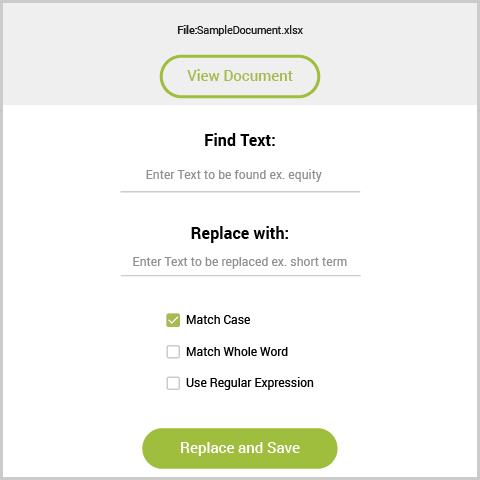 File:SampleDocument.xlsx
View Document
Find Text:
Enter Text to be found ex. equity
Replace with:
Enter Text to be replaced ex. short term
Match Case
Match Whole Word
Use Regular Expression
Replace and Save